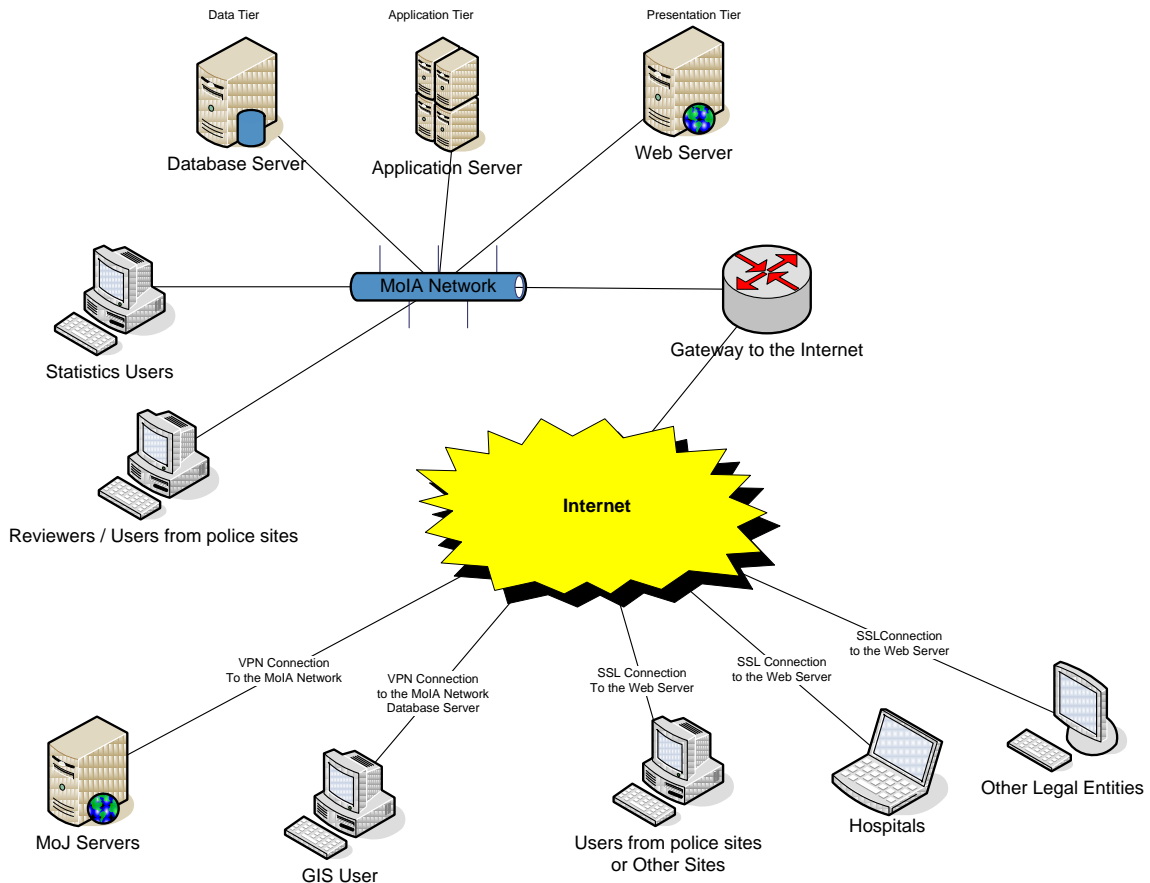 Data Tier
Application Tier
Presentation Tier
Database Server
Application Server
Web Server
MoIA Network
Statistics Users
Gateway to the Internet
Reviewers / Users from police sites
Internet
VPN Connection
To the MoIA Network
VPN Connection
to the MoIA Network
Database Server
SSL Connection
To the Web Server
SSL Connection
to the Web Server
SSLConnection
to the Web Server
MoJ Servers
GIS User
Users from police sites
or Other Sites
Hospitals
Other Legal Entities